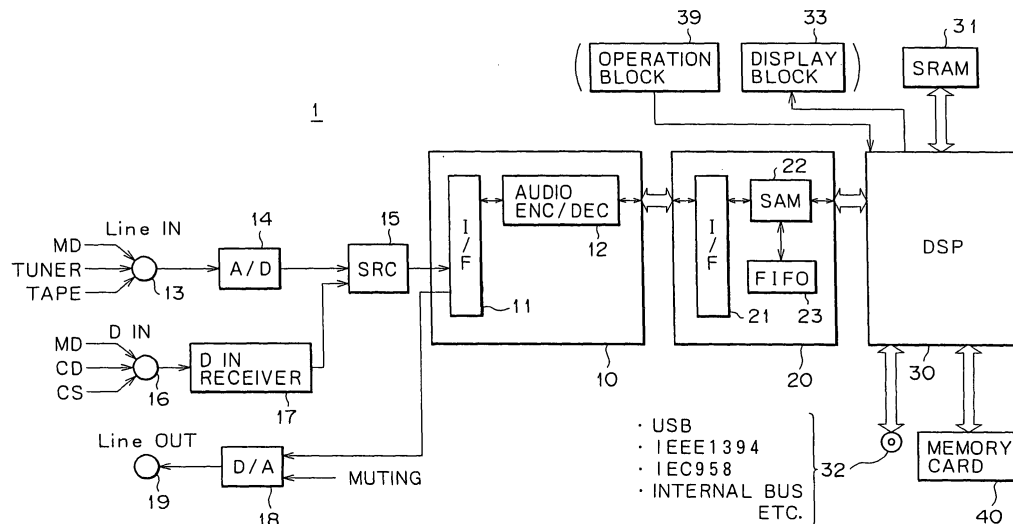 39
33
31
OPERATION
BLOCK
DISPLAY
BLOCK
SRAM
1
Line IN
MD
TUNER
TAPE
13
14
A/D
15
SRC
I/F
11
AUDIO
ENC/DEC
12
10
I/F
21
22
SAM
FIFO
23
20
DSP
30
D IN
MD
CD
CS
16
D IN
RECEIVER
17
Line OUT
19
D/A
18
MUTING
· USB
· IEEE1394
· IEC958
· INTERNAL BUS
ETC.
32
MEMORY
CARD
40